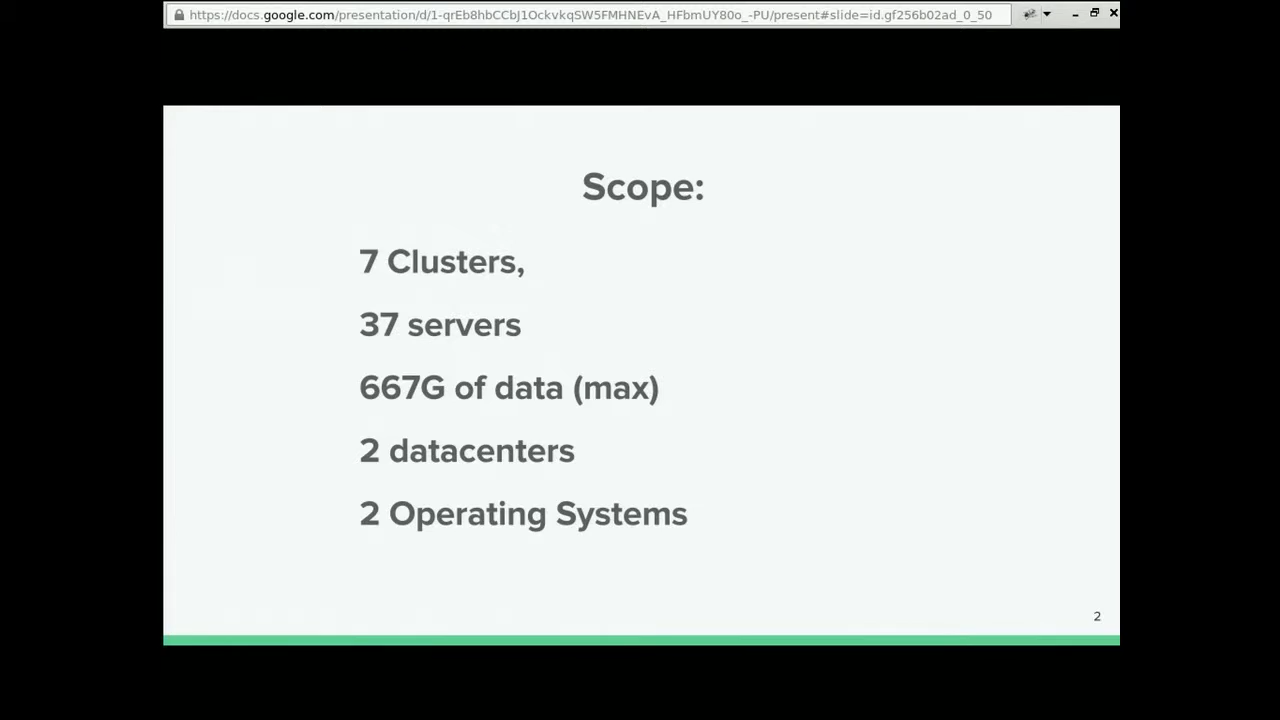 https://docs.google.com/presentation/d/1-qrEb8hbCCbJ1OckvkqSW5FMHNEvA_HFbmUY80o_-PU/present#slide=id.gf256b02ad_0_50
Scope:
7 Clusters,
37 servers
667G of data (max)
2 datacenters
2 Operating Systems
2